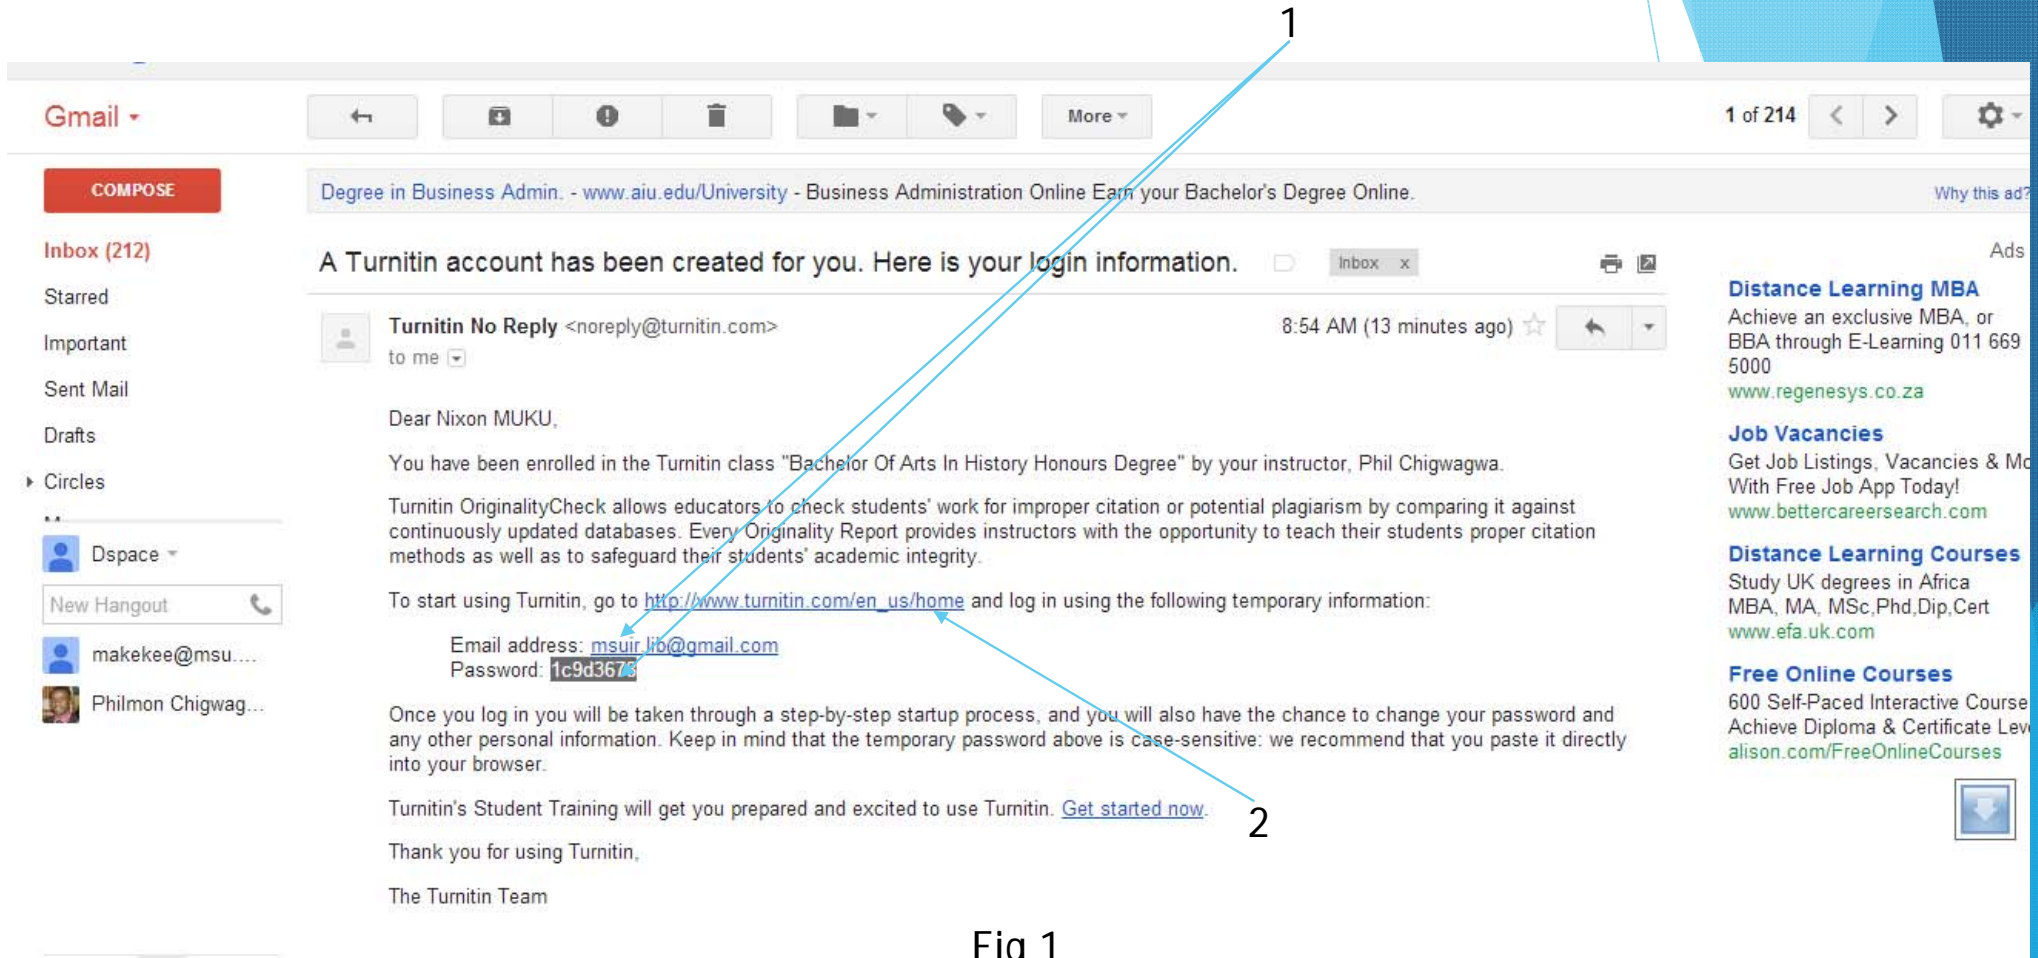 1
Gmail
More
1 of 214
COMPOSE
Degree in Business Admin. - www.aiu.edu/University - Business Administration Online Earn your Bachelor's Degree Online.
Why this ad?
Inbox (212)
Starred
Important
Sent Mail
Drafts
Circles
Dspace
New Hangout
makekee@msu....
Philmon Chigwag...
A Turnitin account has been created for you. Here is your login information.
Inbox x
Turnitin No Reply <noreply@turnitin.com>
8:54 AM (13 minutes ago)
to me
Dear Nixon MUKU,
You have been enrolled in the Turnitin class "Bachelor Of Arts In History Honours Degree" by your instructor, Phil Chigwagwa.
Turnitin OriginalityCheck allows educators to check students' work for improper citation or potential plagiarism by comparing it against
continuously updated databases. Every Originality Report provides instructors with the opportunity to teach their students proper citation
methods as well as to safeguard their students' academic integrity.
To start using Turnitin, go to http://www.turnitin.com/en_us/home and log in using the following temporary information:
Email address: msuir.lib@gmail.com
Password:
Once you log in you will be taken through a step-by-step startup process, and you will also have the chance to change your password and
any other personal information. Keep in mind that the temporary password above is case-sensitive: we recommend that you paste it directly
into your browser.
Turnitin's Student Training will get you prepared and excited to use Turnitin. Get started now.
2
Thank you for using Turnitin,
The Turnitin Team
Ads
Distance Learning MBA
Achieve an exclusive MBA, or
BBA through E-Learning 011 669
5000
www.regenesys.co.za
Job Vacancies
Get Job Listings, Vacancies & Mo
With Free Job App Today!
www.bettercareersearch.com
Distance Learning Courses
Study UK degrees in Africa
MBA, MA, MSc,Phd,Dip,Cert
www.efa.uk.com
Free Online Courses
600 Self-Paced Interactive Course
Achieve Diploma & Certificate Leve
alison.com/FreeOnlineCourses
Fig 1